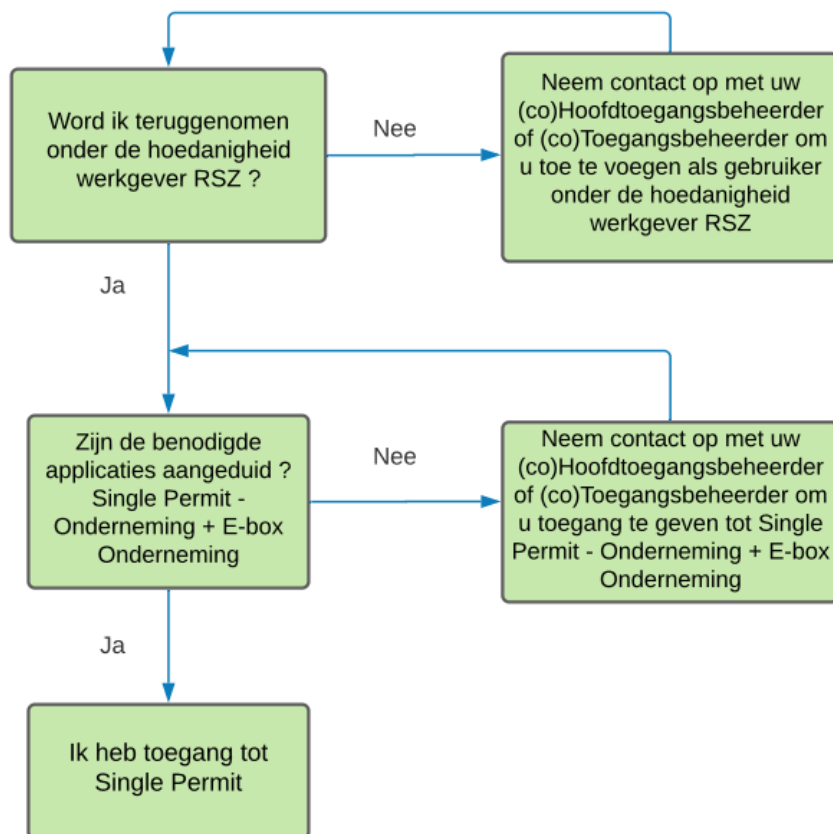 Word ik teruggenomen
onder de hoedanigheid
werkgever RSZ ?
Nee
Neem contact op met uw
(co)Hoofdtoegangsbeheerder
of (co)Toegangsbeheerder om
u toe te voegen als gebruiker
onder de hoedanigheid
werkgever RSZ
Ja
Zijn de benodigde
applicaties aangeduid ?
Single Permit -
Onderneming + E-box
Onderneming
Nee
Neem contact op met uw
(co)Hoofdtoegangsbeheerder
of (co)Toegangsbeheerder om
u toegang te geven tot Single
Permit - Onderneming + E-box
Onderneming
Ja
Ik heb toegang tot
Single Permit